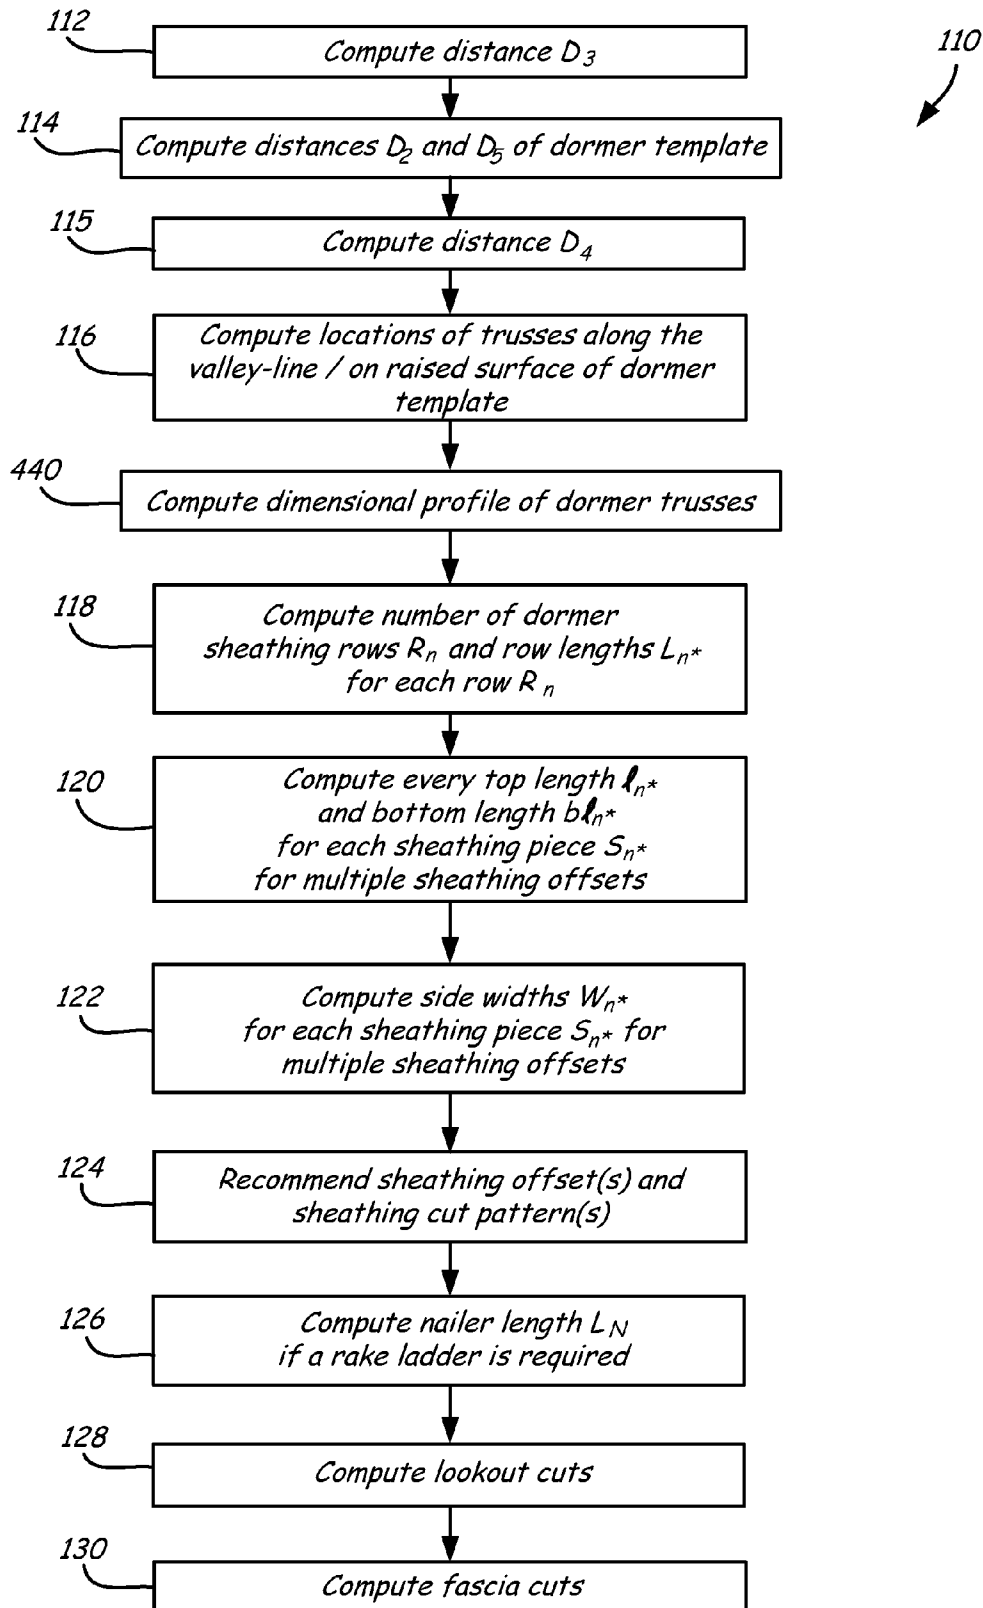 112
Compute distance D3
110
114
Compute distances D2 and D5 of dormer template
115
Compute distance D4
116
Compute locations of trusses along the
valley-line / on raised surface of dormer
template
440
Compute dimensional profile of dormer trusses
118
Compute number of dormer
sheathing rows Rn and row lengths Ln*
for each row Rn
120
Compute every top length ℓn*
and bottom length bℓn*
for each sheathing piece Sn*
for multiple sheathing offsets
122
Compute side widths Wn*
for each sheathing piece Sn* for
multiple sheathing offsets
124
Recommend sheathing offset(s) and
sheathing cut pattern(s)
126
Compute nailer length LN
if a rake ladder is required
128
Compute lookout cuts
130
Compute fascia cuts